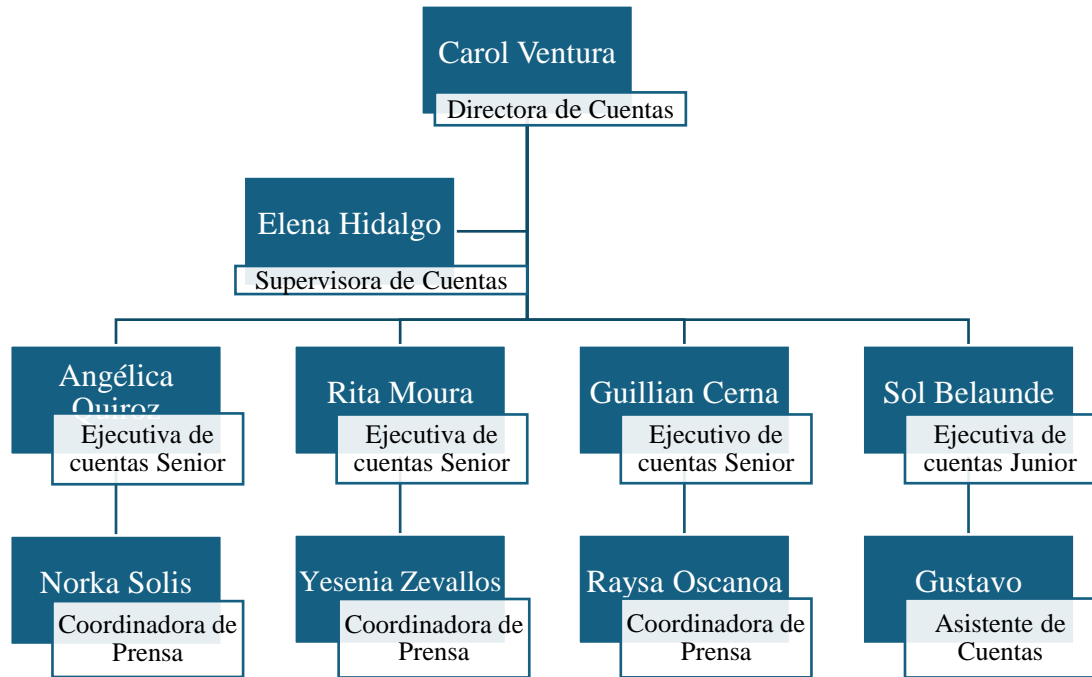 Carol Ventura
Directora de Cuentas
Elena Hidalgo
Supervisora de Cuentas
Angélica
Quiroz
Ejecutiva de
cuentas Senior
Rita Moura
Ejecutiva de
cuentas Senior
Guillian Cerna
Ejecutivo de
cuentas Senior
Sol Belaunde
Ejecutiva de
cuentas Junior
Norka Solis
Coordinadora de
Prensa
Yesenia Zevallos
Coordinadora de
Prensa
Raysa Oscanoa
Coordinadora de
Prensa
Gustavo
Asistente de
Cuentas